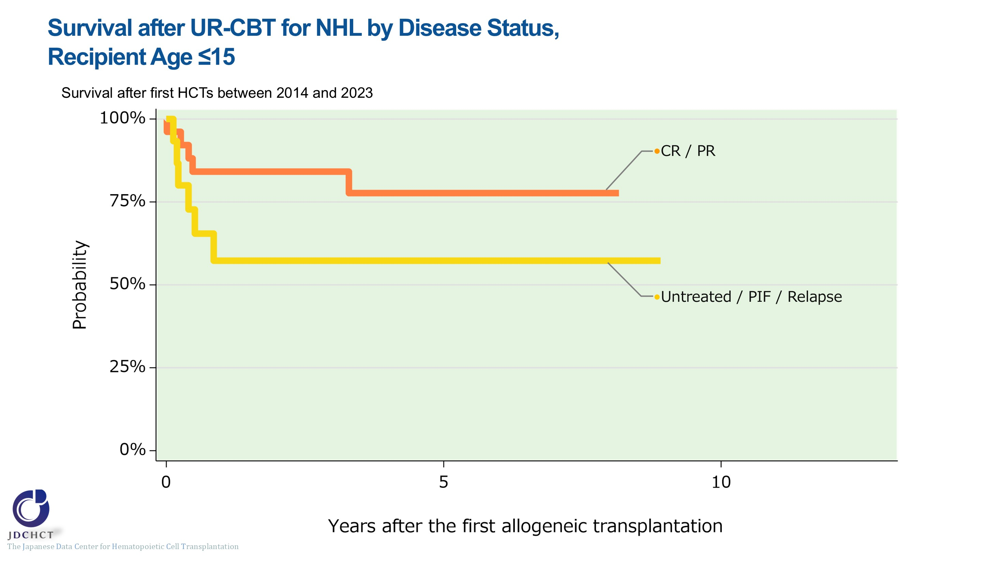 Survival after UR-CBT for NHL by Disease Status,
Recipient Age ≤15
Survival after first HCTs between 2014 and 2023
100%
75%
50%
25%
0%
Probability
CR / PR
Untreated / PIF / Relapse
0
5
10
Years after the first allogeneic transplantation
JDCHCT
The Japanese Data Center for Hematopoietic Cell Transplantation